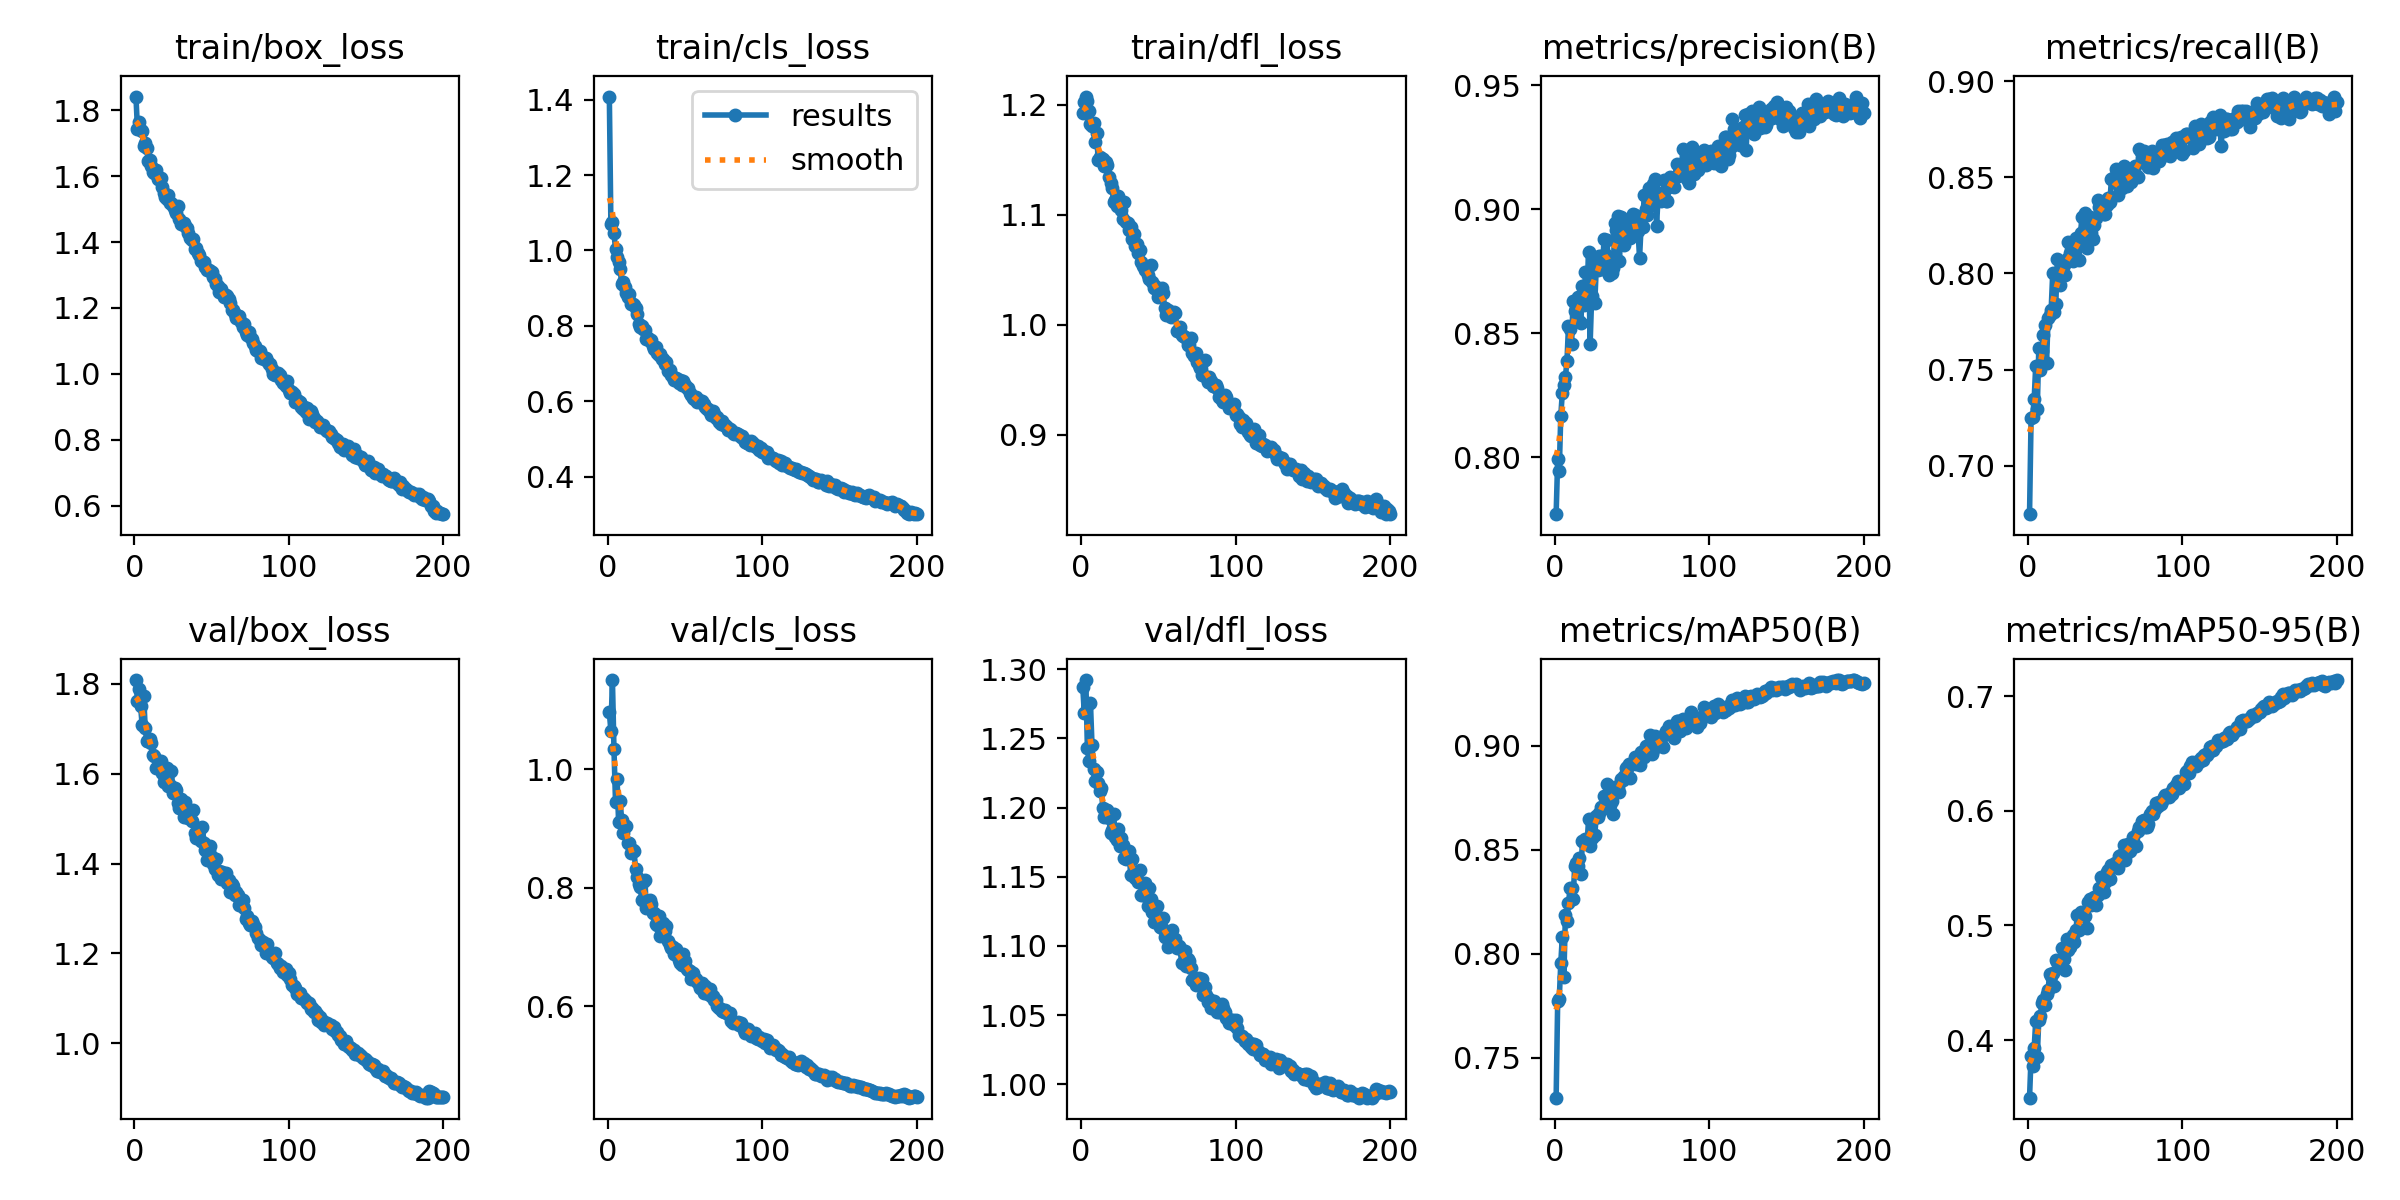 train/box_loss
1.8
1.6
1.4
1.2
1.0
0.8
0.6
0 100 200
train/cls_loss
results
smooth
1.4
1.2
1.0
0.8
0.6
0.4
0 100 200
train/dfl_loss
1.2
1.1
1.0
0.9
0 100 200
metrics/precision(B)
0.95
0.90
0.85
0.80
0 100 200
metrics/recall(B)
0.90
0.85
0.80
0.75
0.70
0 100 200
val/box_loss
1.8
1.6
1.4
1.2
1.0
0 100 200
val/cls_loss
1.0
0.8
0.6
0 100 200
val/dfl_loss
1.30
1.25
1.20
1.15
1.10
1.05
1.00
0 100 200
metrics/mAP50(B)
0.90
0.85
0.80
0.75
0 100 200
metrics/mAP50-95(B)
0.7
0.6
0.5
0.4
0 100 200